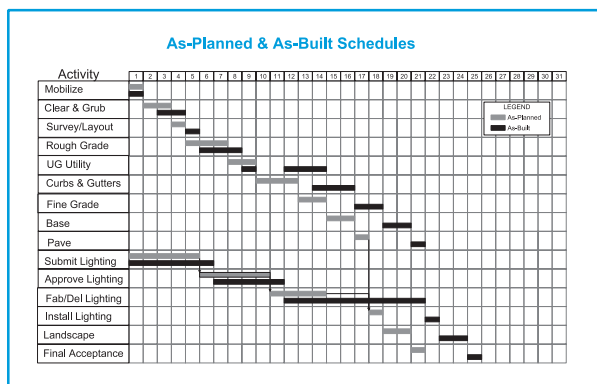 As-Planned & As-Built Schedules
Activity 1 2 3 4 5 6 7 8 9 10 11 12 13 14 15 16 17 18 19 20 21 22 23 24 25 26 27 28 29 30 31
Mobilize
Clear & Grub
LEGEND
As-Planned
Survey/Layout
As-Built
Rough Grade
UG Utility
Curbs & Gutters
Fine Grade
Base
Pave
Submit Lighting
Approve Lighting
Fab/Del Lighting
Install Lighting
Landscape
Final Acceptance